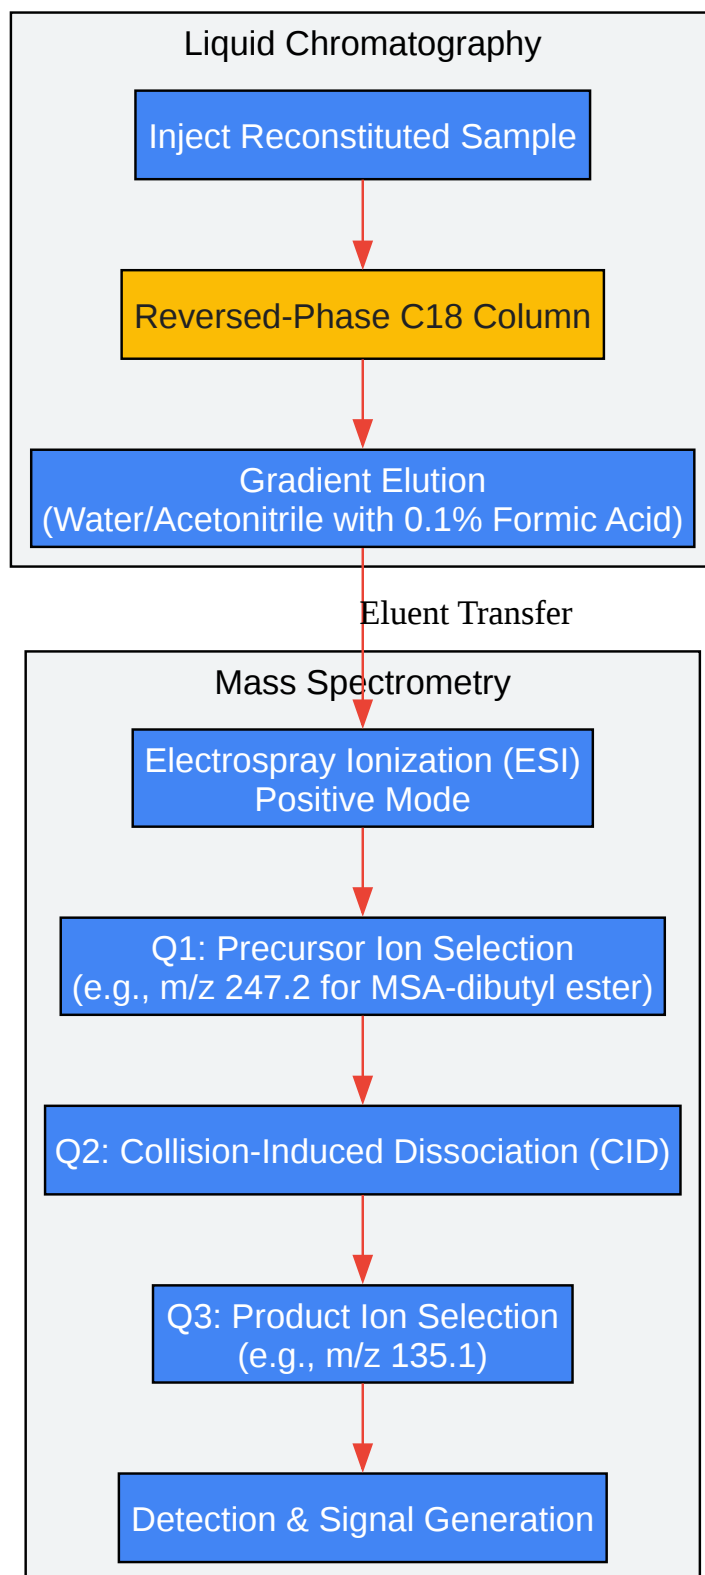 Liquid Chromatography
Inject Reconstituted Sample
Reversed-Phase C18 Column
Gradient Elution
(Water/Acetonitrile with 0.1% Formic Acid)
Eluent Transfer
Mass Spectrometry
Electrospray Ionization (ESI)
Positive Mode
Q1: Precursor Ion Selection
(e.g., m/z 247.2 for MSA-dibutyl ester)
Q2: Collision-Induced Dissociation (CID)
Q3: Product Ion Selection
(e.g., m/z 135.1)
Detection & Signal Generation